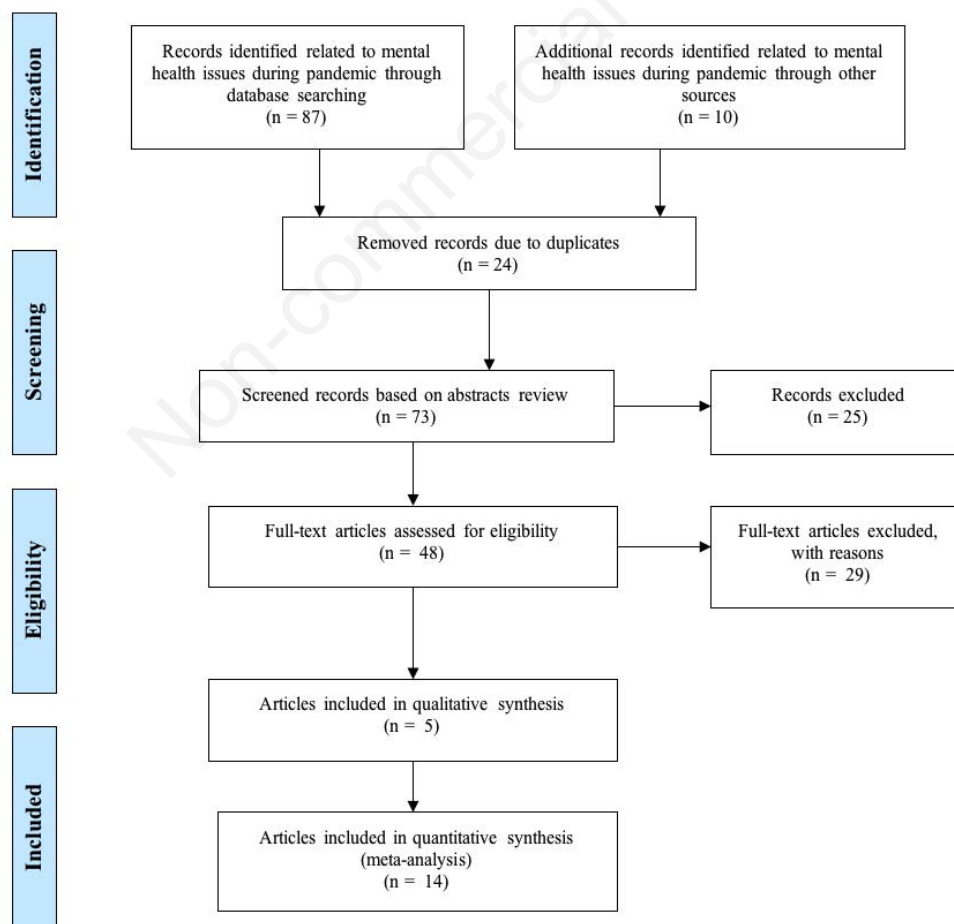 Identification
Records identified related to mental
health issues during pandemic through
database searching
(n = 87)
Additional records identified related to mental
health issues during pandemic through other
sources
(n = 10)
Removed records due to duplicates
(n = 24)
Screening
Screened records based on abstracts review
(n = 73)
Records excluded
(n = 25)
Eligibility
Full-text articles assessed for eligibility
(n = 48)
Full-text articles excluded,
with reasons
(n = 29)
Articles included in qualitative synthesis
(n = 5)
Included
Articles included in quantitative synthesis
(meta-analysis)
(n = 14)
Non-commercial